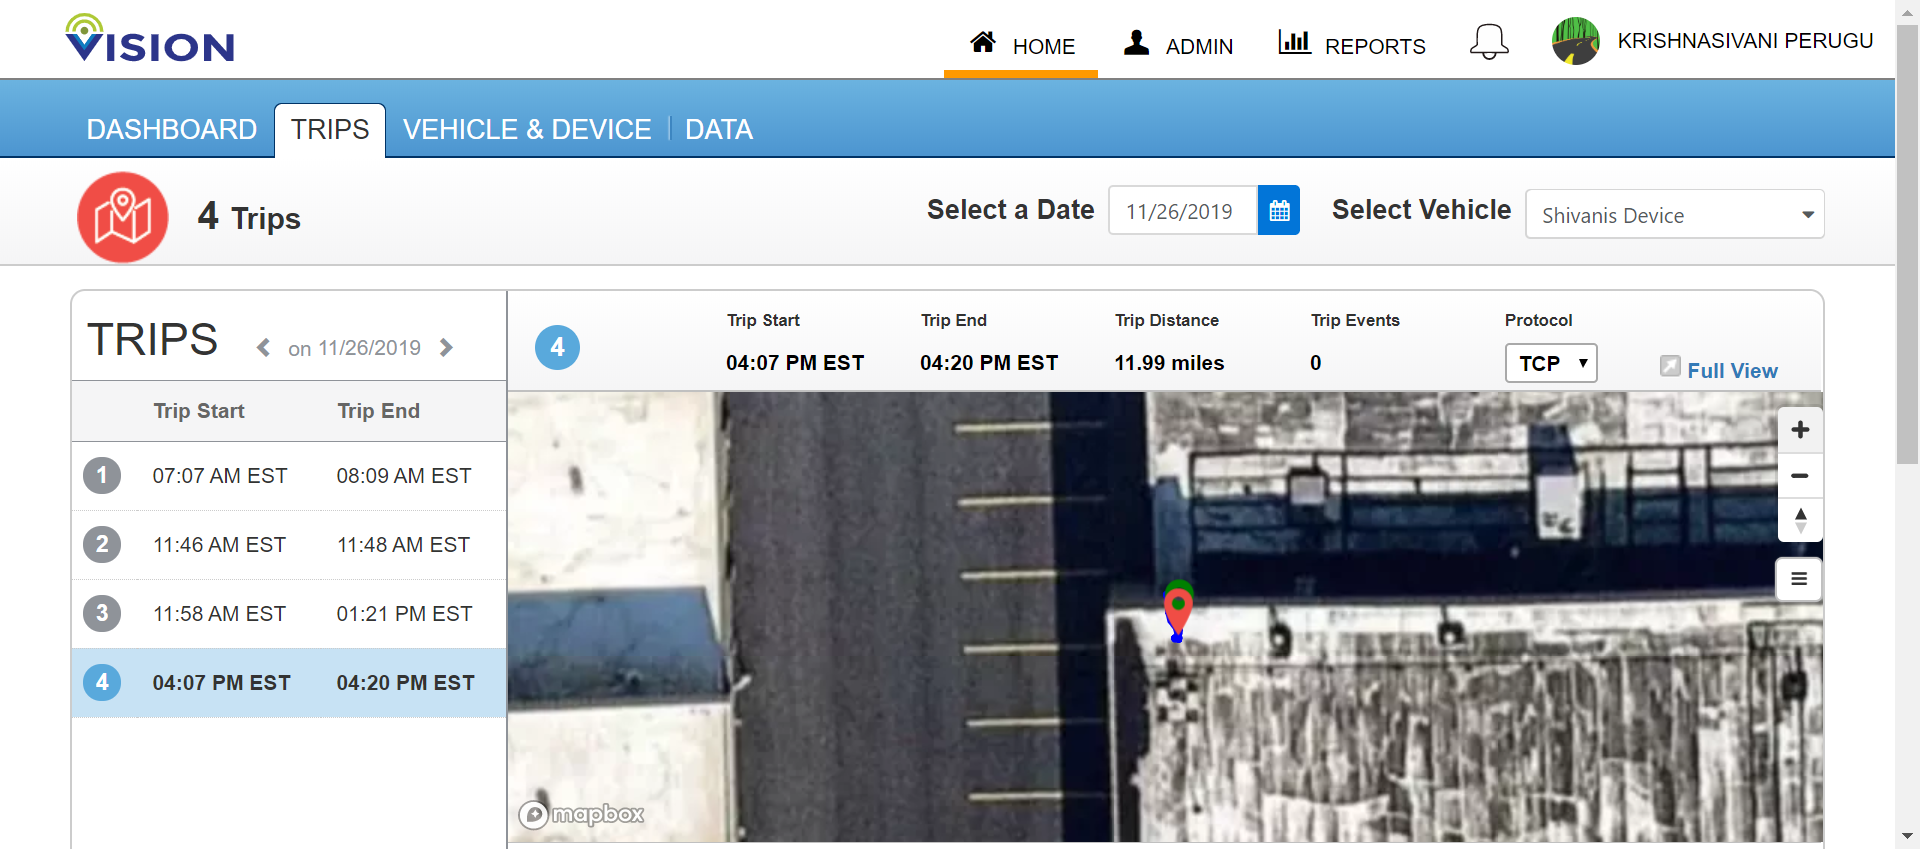 VISION
HOME
ADMIN
REPORTS
KRISHNASIVANI PERUGU
DASHBOARD
TRIPS
VEHICLE & DEVICE
DATA
4 Trips
Select a Date
11/26/2019
Select Vehicle
Shivanis Device
TRIPS
on 11/26/2019
Trip Start
Trip End
1
07:07 AM EST
08:09 AM EST
2
11:46 AM EST
11:48 AM EST
3
11:58 AM EST
01:21 PM EST
4
04:07 PM EST
04:20 PM EST
4
Trip Start
Trip End
Trip Distance
Trip Events
Protocol
04:07 PM EST
04:20 PM EST
11.99 miles
0
TCP
Full View
mapbox